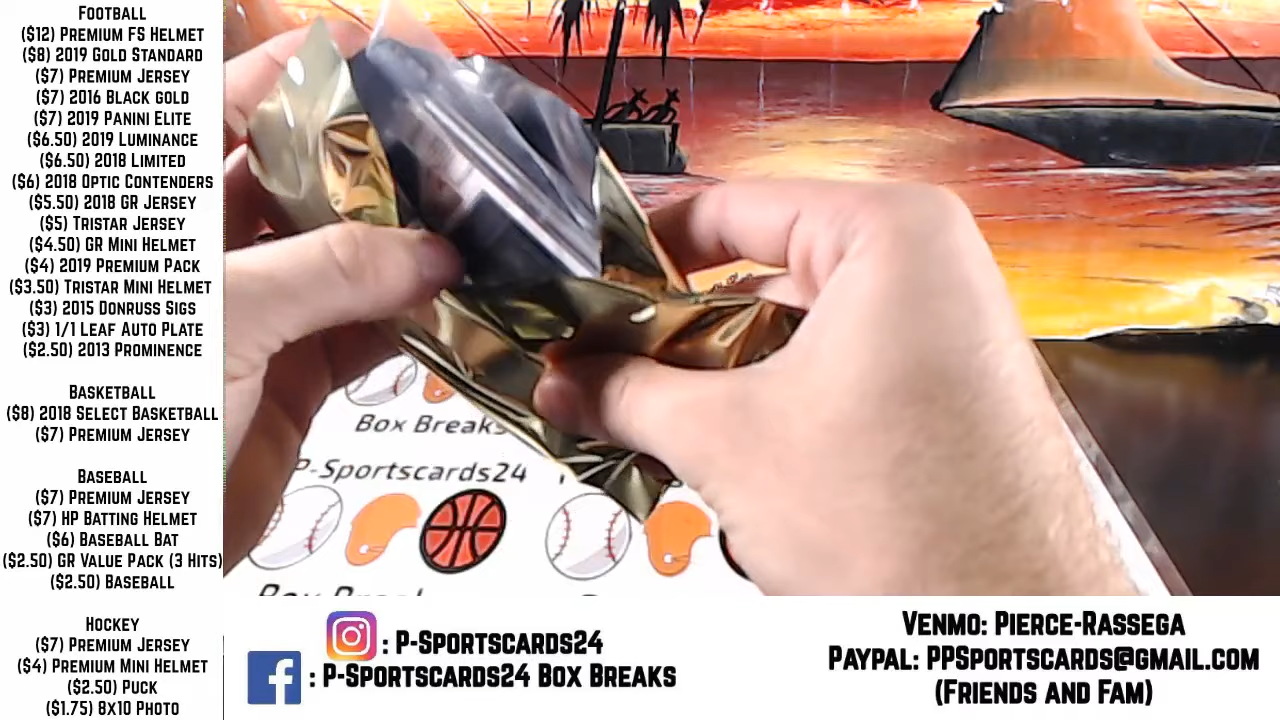 Football
($12) Premium FS Helmet
($8) 2019 Gold Standard
($7) Premium Jersey
($7) 2016 Black gold
($7) 2019 Panini Elite
($6.50) 2019 Luminance
($6.50) 2018 Limited
($6) 2018 Optic Contenders
($5.50) 2018 GR Jersey
($5) Tristar Jersey
($4.50) GR Mini Helmet
($4) 2019 Premium Pack
($3.50) Tristar Mini Helmet
($3) 2015 Donruss Sigs
($3) 1/1 Leaf Auto Plate
($2.50) 2013 Prominence
Basketball
($8) 2018 Select Basketball
($7) Premium Jersey
Baseball
($7) Premium Jersey
($7) HP Batting Helmet
($6) Baseball Bat
($2.50) GR Value Pack (3 Hits)
($2.50) Baseball
Hockey
($7) Premium Jersey
($4) Premium Mini Helmet
($2.50) Puck
($1.75) 8x10 Photo
Box Breaks
P-Sportscards24
: P-Sportscards24
: P-Sportscards24 Box Breaks
Venmo: Pierce-Rassega
Paypal: PPSportscards@gmail.com
(Friends and Fam)